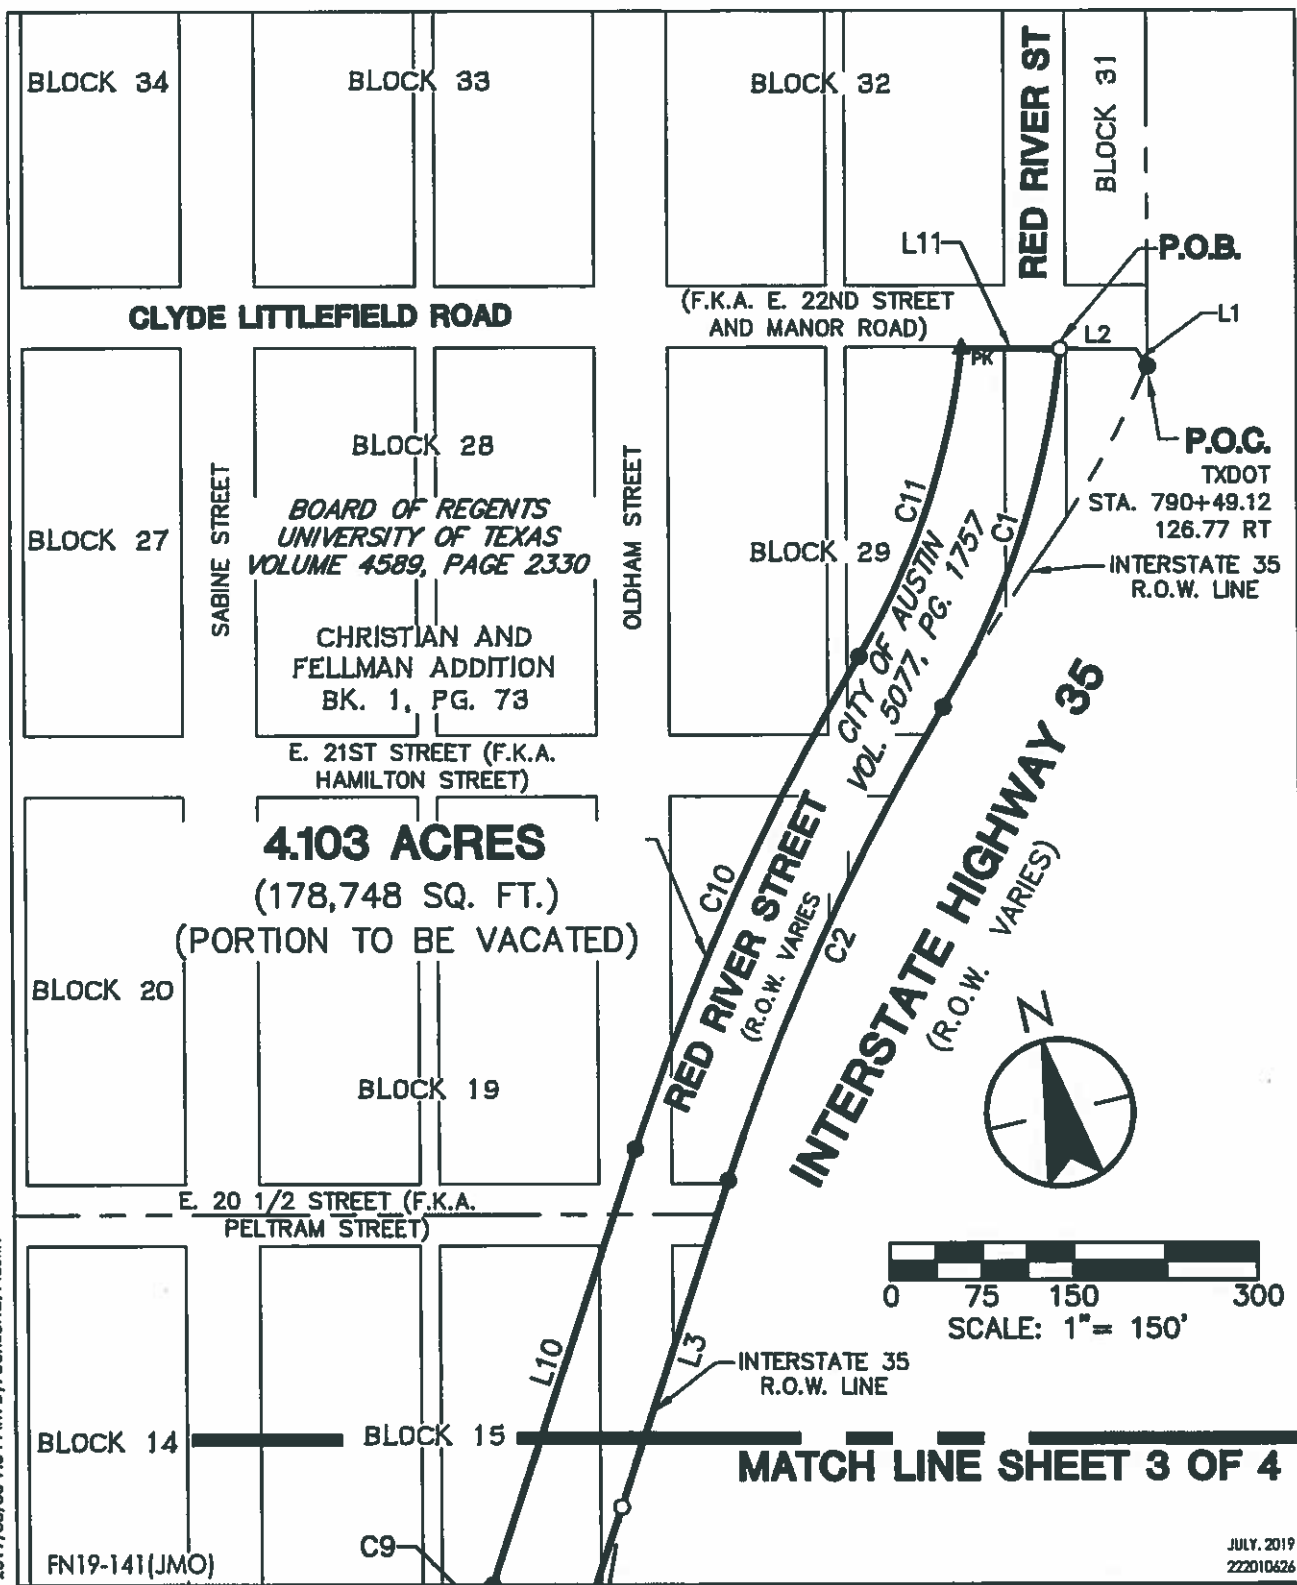 BLOCK 34
BLOCK 33
BLOCK 32
RED RIVER ST
BLOCK 31
L11
P.O.B.
CLYDE LITTLEFIELD ROAD
(F.K.A. E. 22ND STREET
AND MANOR ROAD)
L1
L2
PK
P.O.C.
TXDOT
STA. 790+49.12
126.77 RT
INTERSTATE 35
R.O.W. LINE
BLOCK 28
BOARD OF REGENTS
UNIVERSITY OF TEXAS
VOLUME 4589, PAGE 2330
BLOCK 27
SABINE STREET
OLDHAM STREET
BLOCK 29
C11
C1
CITY OF AUSTIN
VOL. 5077, PG. 1757
CHRISTIAN AND
FELLMAN ADDITION
BK. 1, PG. 73
E. 21ST STREET (F.K.A.
HAMILTON STREET)
4.103 ACRES
(178,748 SQ. FT.)
(PORTION TO BE VACATED)
C10
RED RIVER STREET
(R.O.W. VARIES
C2
INTERSTATE HIGHWAY 35
(R.O.W. VARIES)
BLOCK 20
BLOCK 19
N
E. 20 1/2 STREET (F.K.A.
PELTRAM STREET)
0 75 150 300
SCALE: 1"= 150'
L10
L3
INTERSTATE 35
R.O.W. LINE
BLOCK 14
BLOCK 15
MATCH LINE SHEET 3 OF 4
C9
FN19-141(JMO)
JULY, 2019
222010626